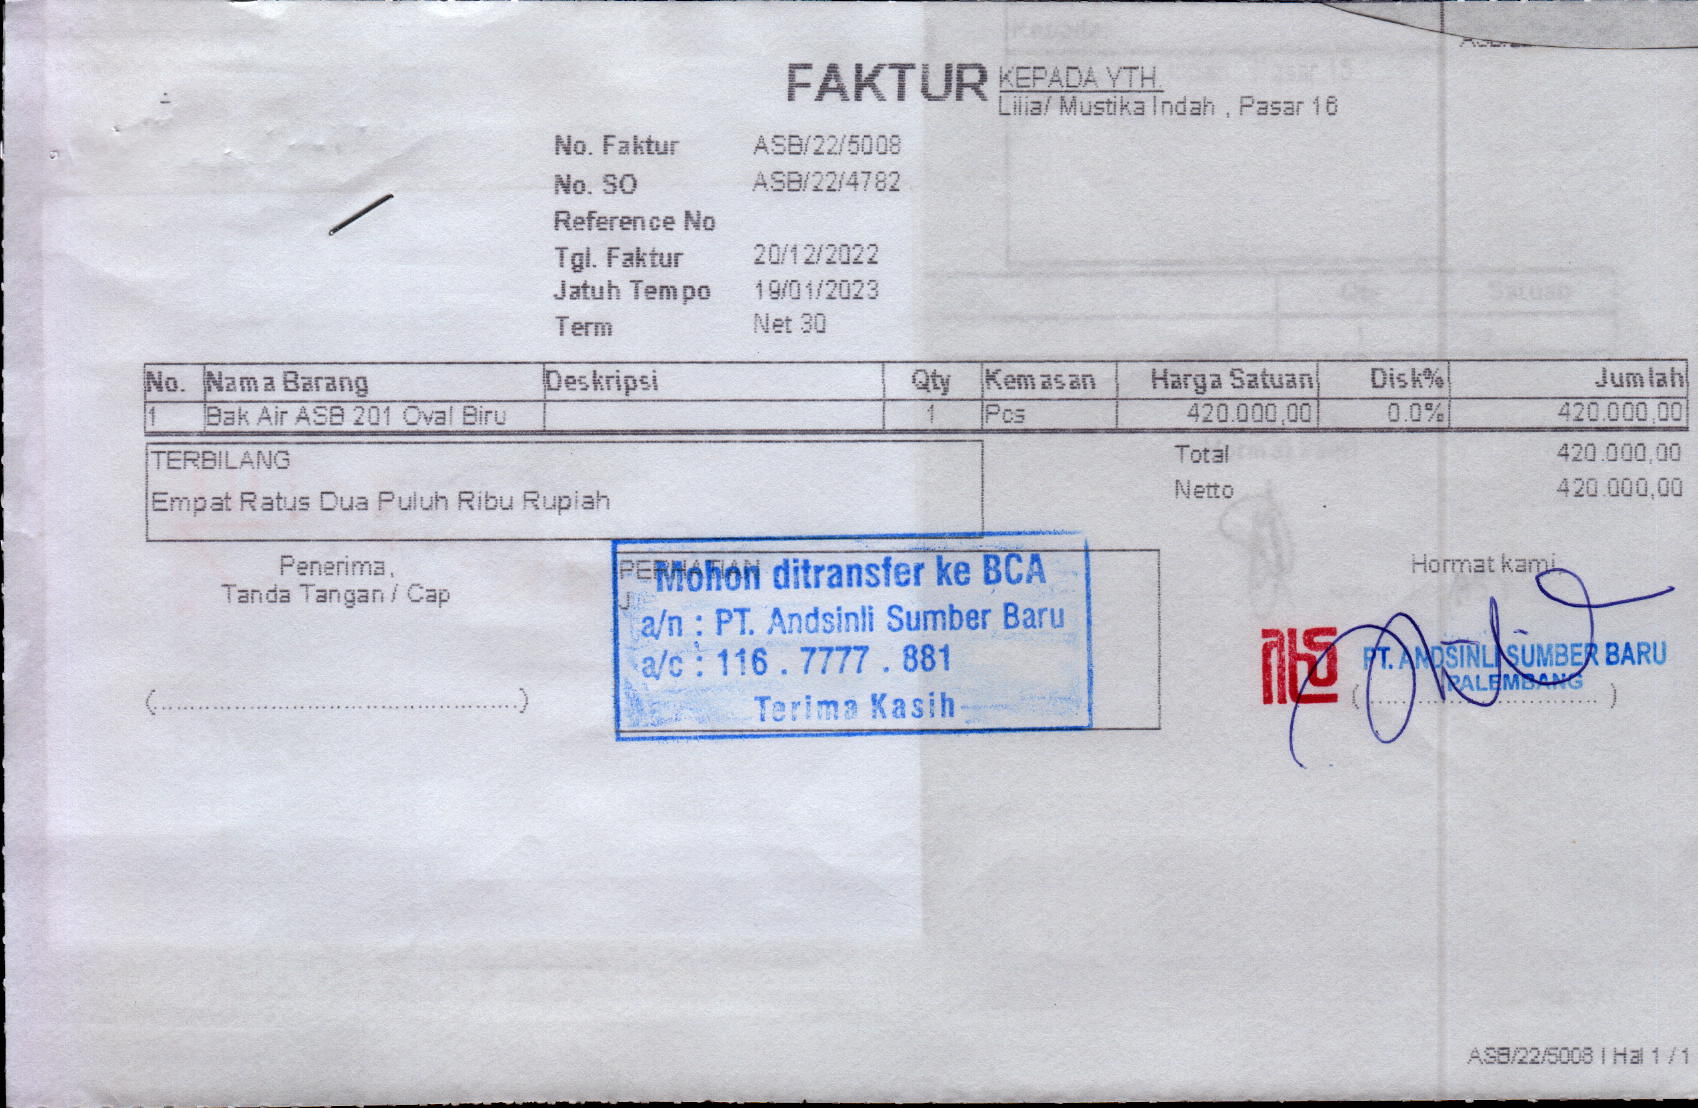 FAKTUR
KEPADA YTH.
Lilia/ Mustika Indah , Pasar 16
No. Faktur ASB/22/5008
No. SO ASB/22/4782
Reference No
Tgl. Faktur 20/12/2022
Jatuh Tempo 19/01/2023
Term Net 30
No. Nama Barang Deskripsi Qty Kemasan Harga Satuan Disk% Jumlah
1 Bak Air ASB 201 Oval Biru 1 Pcs 420.000,00 0.0% 420.000,00
TERBILANG
Empat Ratus Dua Puluh Ribu Rupiah
Total 420.000,00
Netto 420.000,00
Penerima,
Tanda Tangan / Cap
(..................................................)
Mohon ditransfer ke BCA
a/n : PT. Andsinli Sumber Baru
a/c : 116 . 7777 . 881
Terima Kasih
Hormat kami
PT. ANDSINLI SUMBER BARU
PALEMBANG
(................................)
ASB/22/5008 | Hal 1 / 1